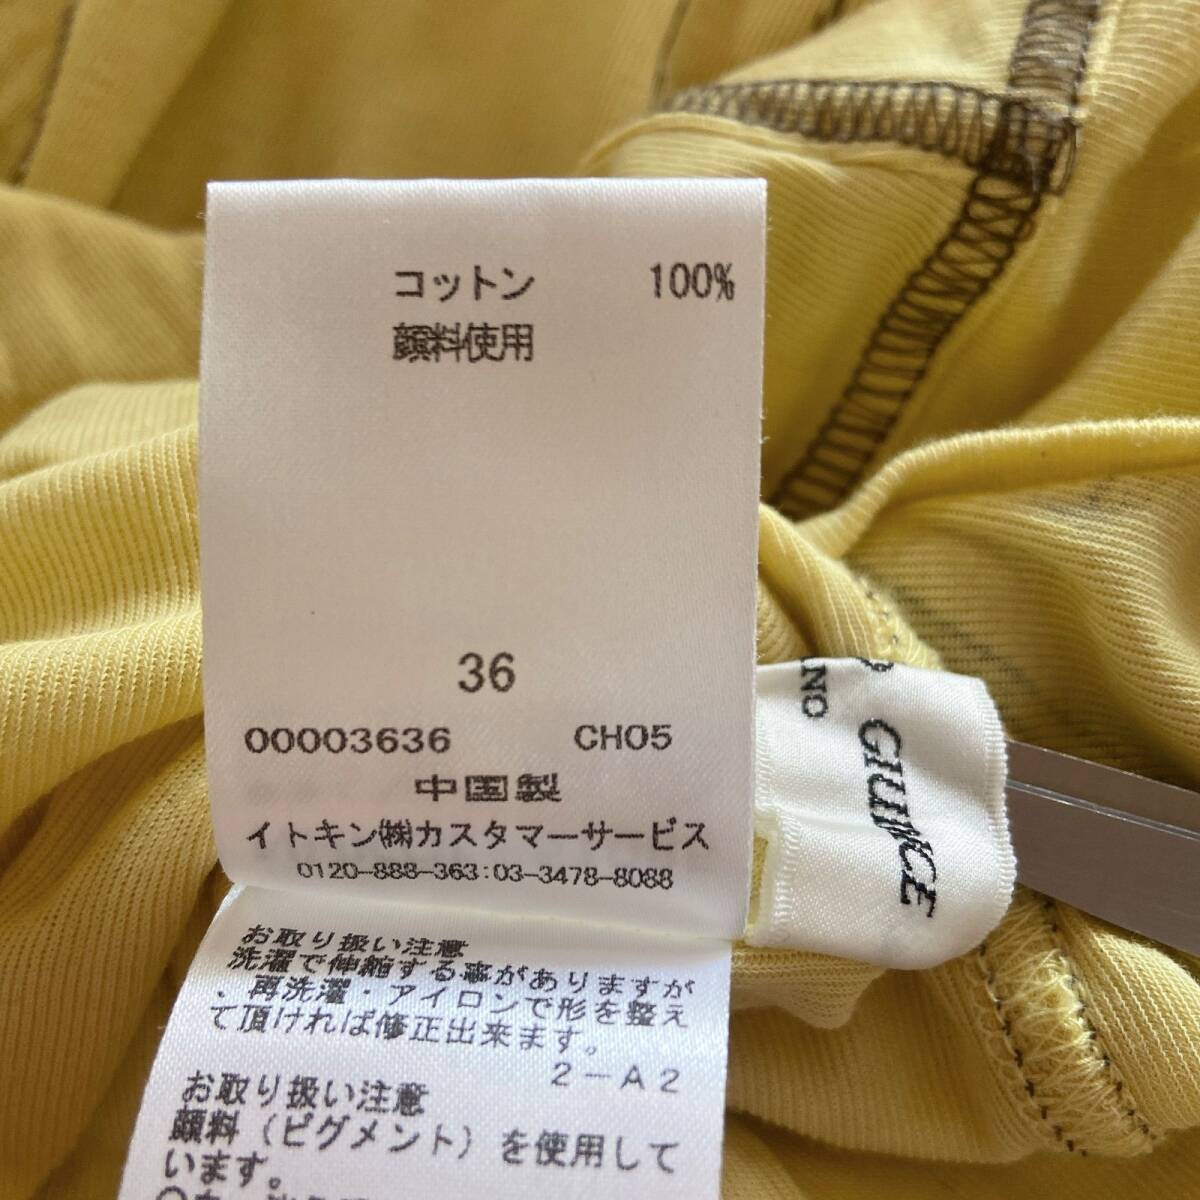 コットン 100%
顔料使用
36
00003636 CH05
中国製
イトキン㈱カスタマーサービス
0120-888-363:03-3478-8088
GIUNCE
お取り扱い注意
洗濯で伸縮する事がありますが
、再洗濯・アイロンで形を整え
て頂ければ修正出来ます。
2-A2
お取り扱い注意
顔料(ピグメント)を使用して
います。